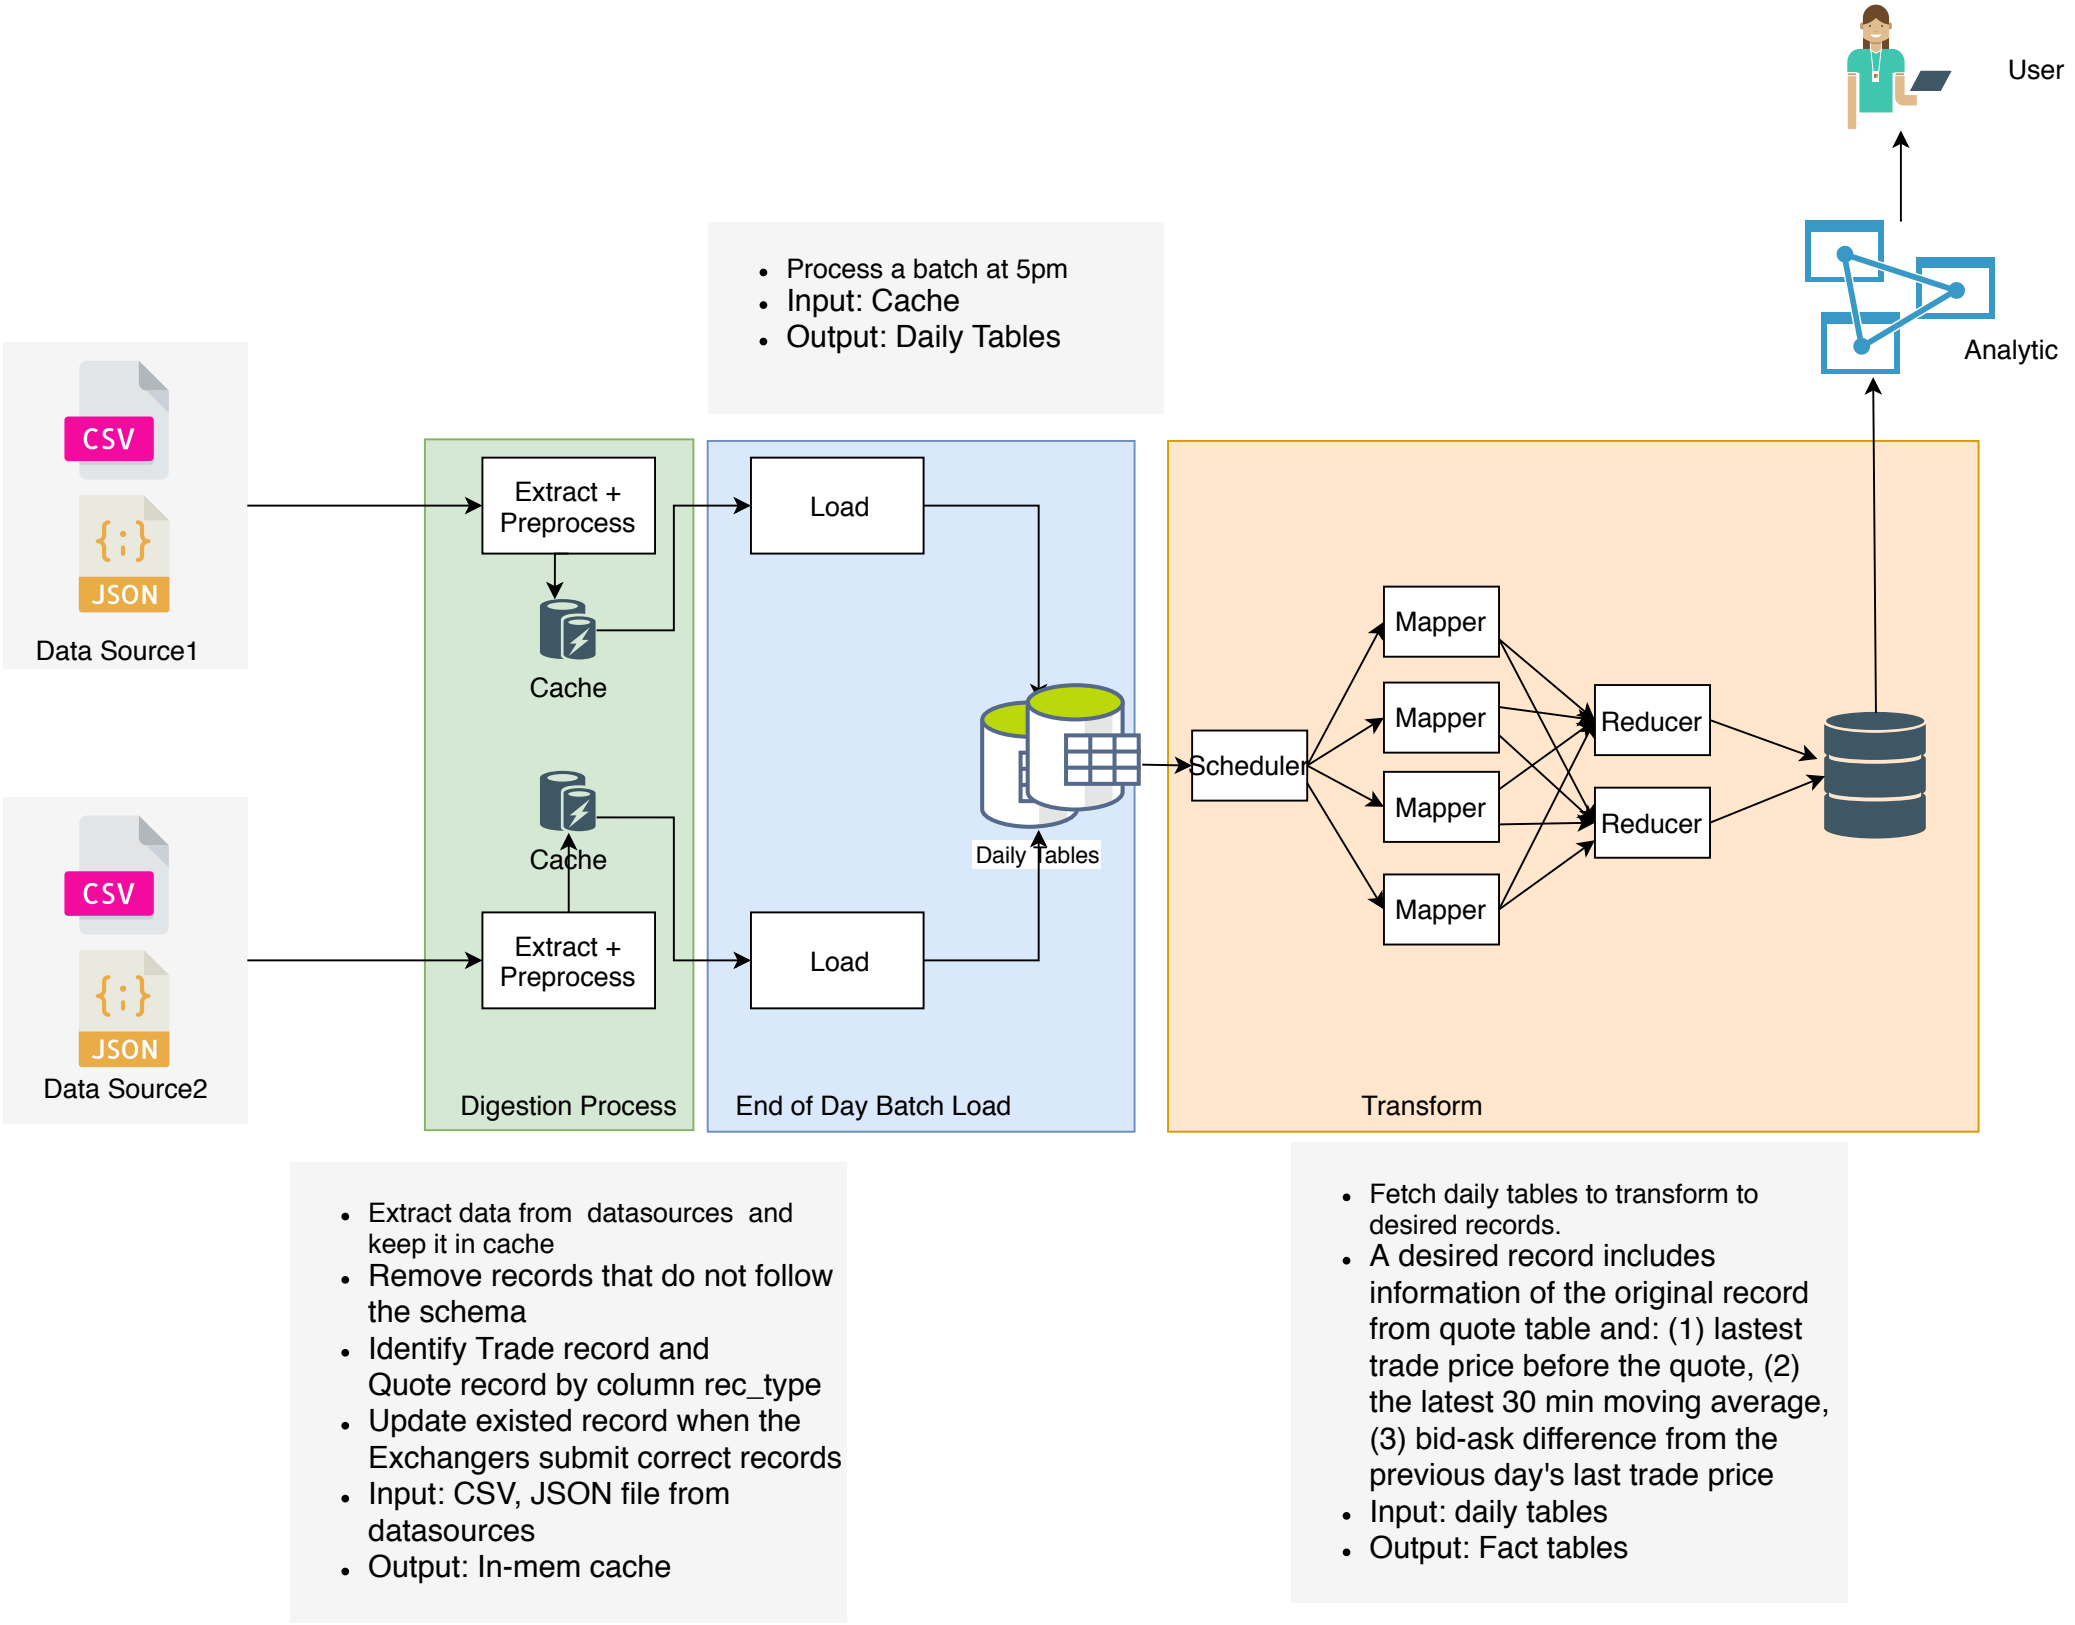 User
Process a batch at 5pm
Input: Cache
Output: Daily Tables
Analytic
CSV
JSON
Data Source1
Extract +
Preprocess
Cache
Load
Cache
Extract +
Preprocess
Load
Daily Tables
CSV
JSON
Data Source2
Scheduler
Mapper
Mapper
Mapper
Mapper
Reducer
Reducer
Digestion Process
End of Day Batch Load
Transform
Extract data from  datasources  and
keep it in cache
Remove records that do not follow
the schema
Identify Trade record and
Quote record by column rec_type
Update existed record when the
Exchangers submit correct records
Input: CSV, JSON file from
datasources
Output: In-mem cache
Fetch daily tables to transform to
desired records.
A desired record includes
information of the original record
from quote table and: (1) lastest
trade price before the quote, (2)
the latest 30 min moving average,
(3) bid-ask difference from the
previous day's last trade price
Input: daily tables
Output: Fact tables